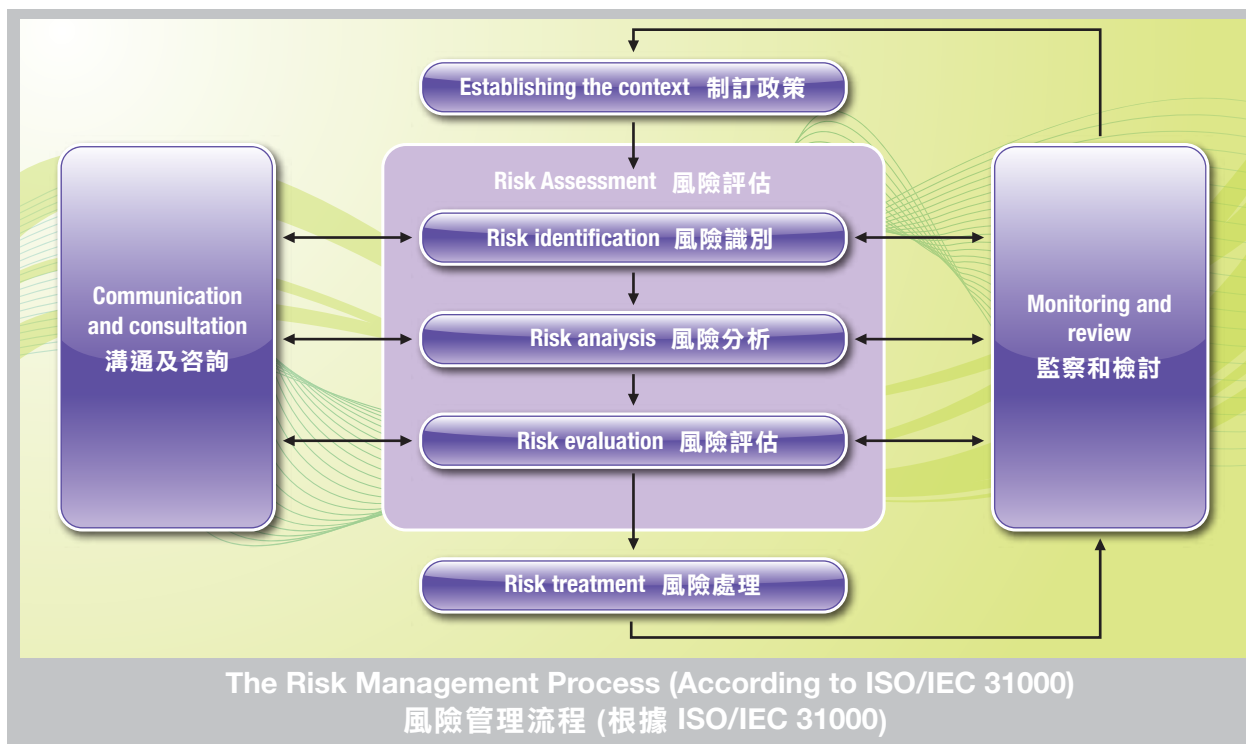 Establishing the context 制訂政策
Risk Assessment 風險評估
Risk identification 風險識別
Communication
and consultation
溝通及咨詢
Risk anaiysis 風險分析
Monitoring and
review
監察和檢討
Risk evaluation 風險評估
Risk treatment 風險處理
The Risk Management Process (According to ISO/IEC 31000)
風險管理流程 (根據 ISO/IEC 31000)